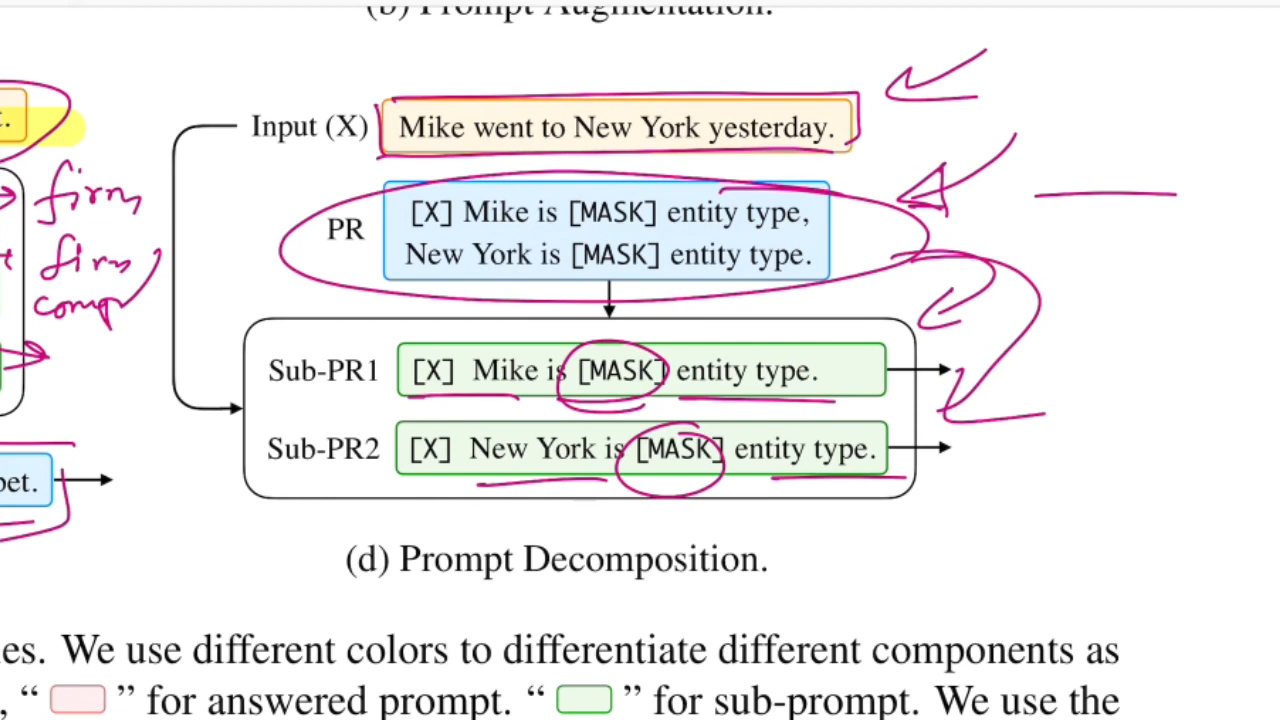 (b) Prompt Augmentation.
t.
Input (X) Mike went to New York yesterday.
firm
PR [X] Mike is [MASK] entity type,
New York is [MASK] entity type.
firm
comp
Sub-PR1 [X] Mike is [MASK] entity type.
Sub-PR2 [X] New York is [MASK] entity type.
pet.
(d) Prompt Decomposition.
es. We use different colors to differentiate different components as
, “ ” for answered prompt. “ ” for sub-prompt. We use the